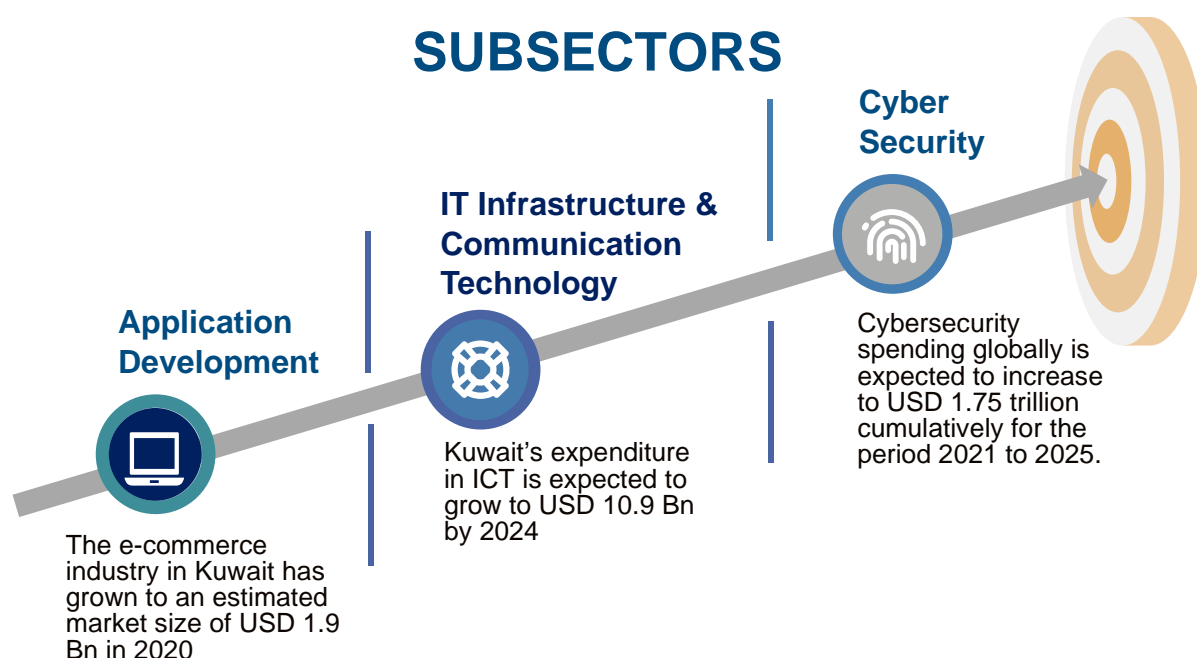 SUBSECTORS
Application
Development
The e-commerce
industry in Kuwait has
grown to an estimated
market size of USD 1.9
Bn in 2020
IT Infrastructure &
Communication
Technology
Kuwait’s expenditure
in ICT is expected to
grow to USD 10.9 Bn
by 2024
Cyber
Security
Cybersecurity
spending globally is
expected to increase
to USD 1.75 trillion
cumulatively for the
period 2021 to 2025.